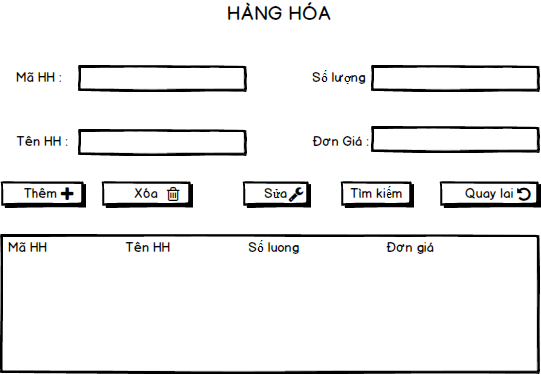 HÀNG HÓA
Mã HH :
Số lượng
Tên HH :
Đơn Giá :
Thêm
Xóa
Sửa
Tìm kiếm
Quay lai
Mã HH Tên HH Số luong Đơn giá